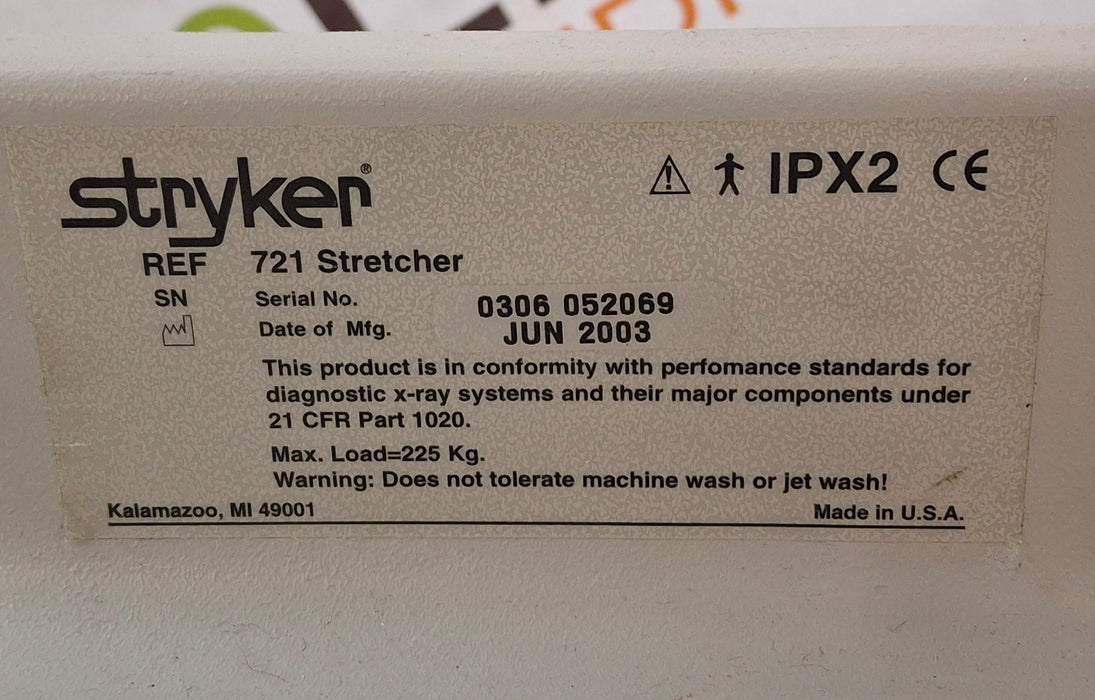 stryker®
IPX2 CE
REF 721 Stretcher
SN Serial No. 0306 052069
Date of Mfg. JUN 2003
This product is in conformity with perfomance standards for
diagnostic x-ray systems and their major components under
21 CFR Part 1020.
Max. Load=225 Kg.
Warning: Does not tolerate machine wash or jet wash!
Kalamazoo, MI 49001 Made in U.S.A.